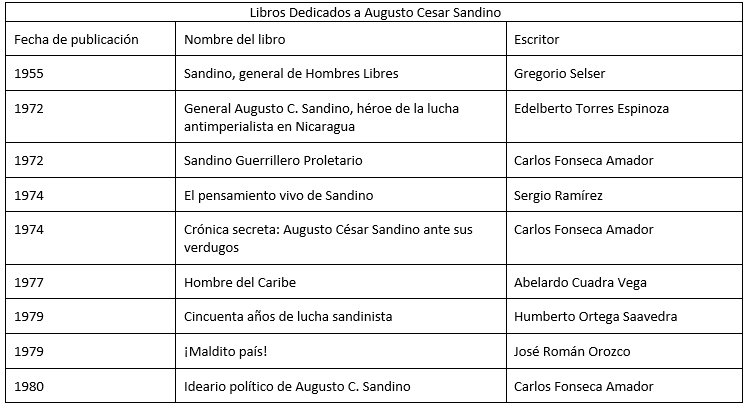 Libros Dedicados a Augusto Cesar Sandino
Fecha de publicación Nombre del libro Escritor
1955 Sandino, general de Hombres Libres Gregorio Selser
1972 General Augusto C. Sandino, héroe de la lucha Edelberto Torres Espinoza
antimperialista en Nicaragua
1972 Sandino Guerrillero Proletario Carlos Fonseca Amador
1974 El pensamiento vivo de Sandino Sergio Ramírez
1974 Crónica secreta: Augusto César Sandino ante sus Carlos Fonseca Amador
verdugos
1977 Hombre del Caribe Abelardo Cuadra Vega
1979 Cincuenta años de lucha sandinista Humberto Ortega Saavedra
1979 ¡Maldito país! José Román Orozco
1980 Ideario político de Augusto C. Sandino Carlos Fonseca Amador